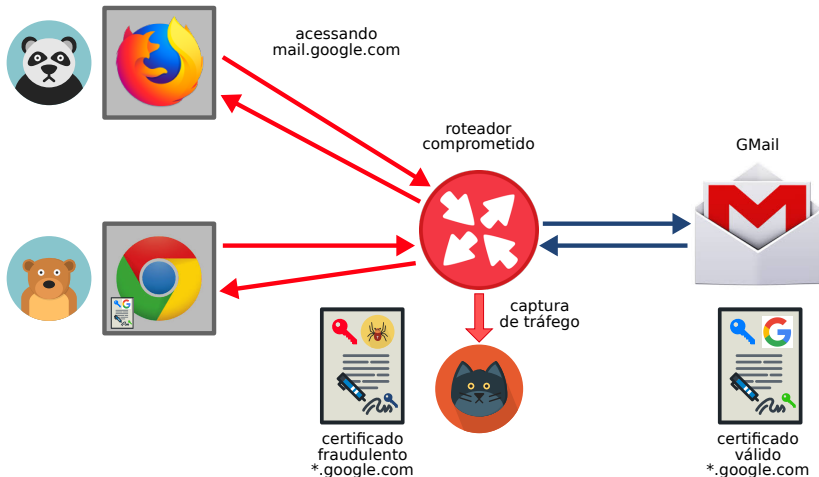 acessando
mail.google.com
roteador
comprometido
GMail
captura
de tráfego
certificado
fraudulento
*.google.com
certificado
válido
*.google.com